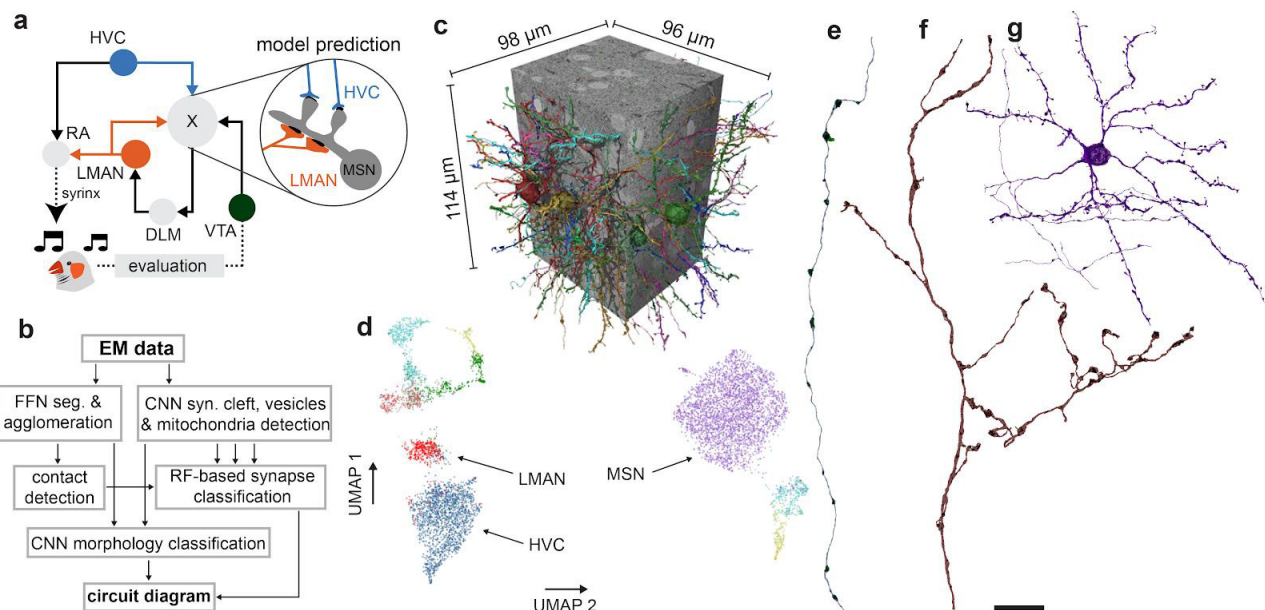 a
HVC
model prediction
HVC
RA
X
LMAN
syrinx
LMAN
MSN
DLM
VTA
evaluation
b
EM data
FFN seg. &
agglomeration
CNN syn. cleft, vesicles
& mitochondria detection
contact
detection
RF-based synapse
classification
CNN morphology classification
circuit diagram
c
98 µm
96 µm
114 µm
d
LMAN
MSN
HVC
UMAP 1
UMAP 2
e
f
g